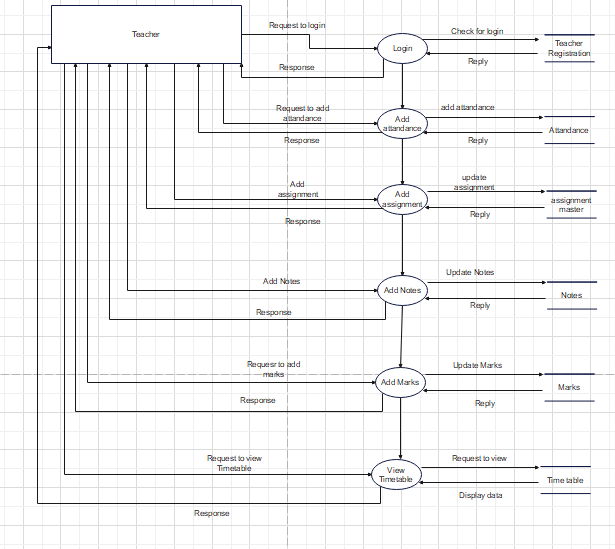 Teacher
Request to login
Login
Check for login
Teacher
Registration
Response
Reply
Request to add
attandance
Add
attandance
add attandance
Attandance
Response
Reply
Add
assignment
Add
assignment
update
assignment
assignment
master
Response
Reply
Add Notes
Add Notes
Update Notes
Notes
Response
Reply
Requesr to add
marks
Add Marks
Update Marks
Marks
Response
Reply
Request to view
Timetable
View
Timetable
Request to view
Time table
Display data
Response